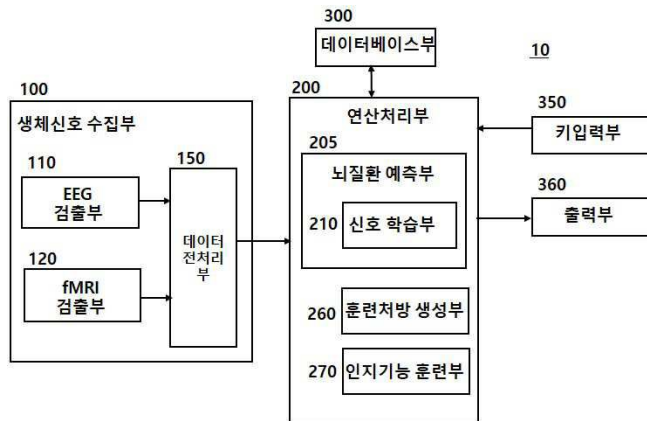 300
데이터베이스부
10
100
생체신호 수집부
110
EEG
검출부
120
fMRI
검출부
150
데이터
전처리
부
200
연산처리부
205
뇌질환 예측부
210
신호 학습부
260
훈련처방 생성부
270
인지기능 훈련부
350
키입력부
360
출력부